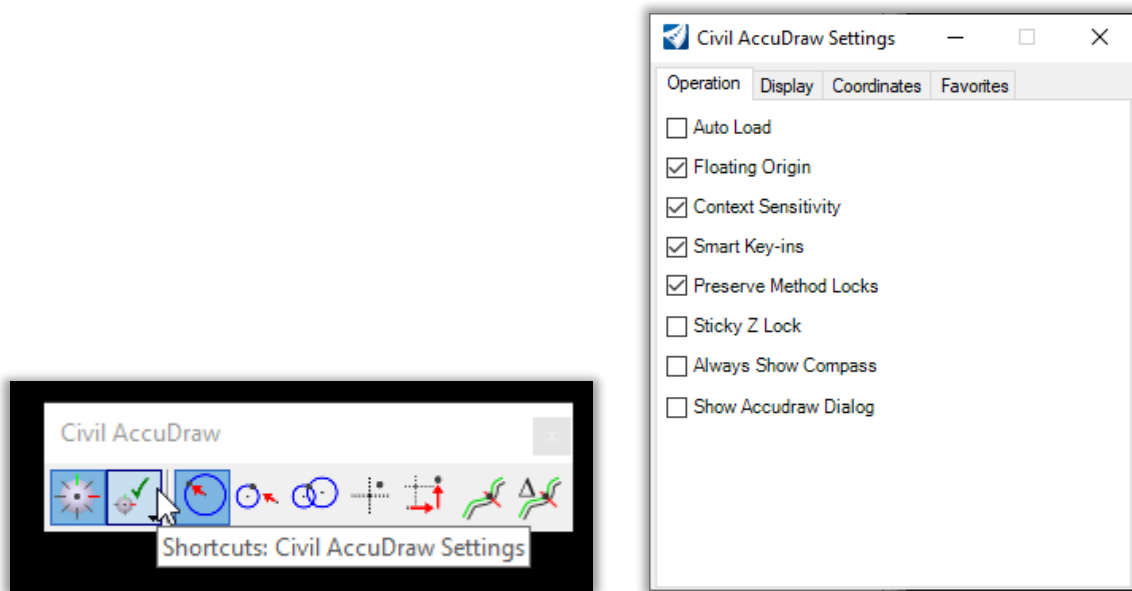 Civil AccuDraw
Shortcuts: Civil AccuDraw Settings
Civil AccuDraw Settings
Operation Display Coordinates Favorites
Auto Load
Floating Origin
Context Sensitivity
Smart Key-ins
Preserve Method Locks
Sticky Z Lock
Always Show Compass
Show Accudraw Dialog